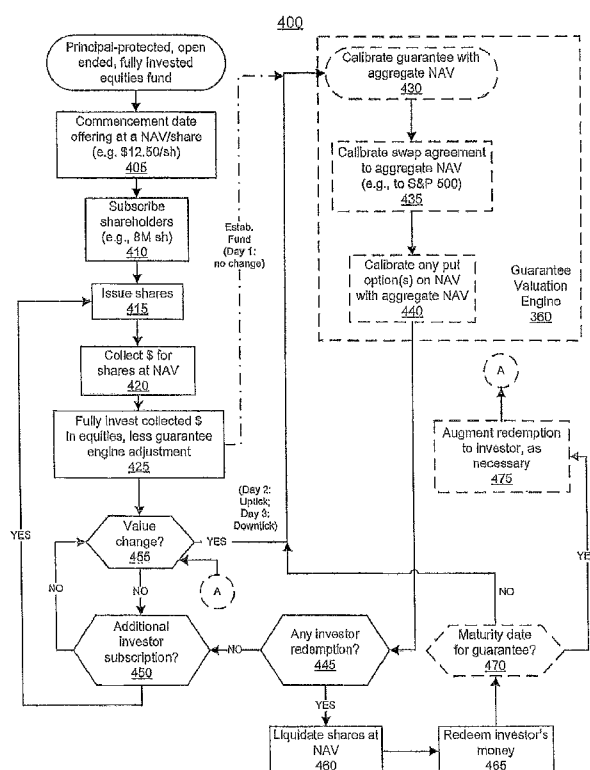 400
Principal-protected, open
ended, fully invested
equities fund
Commencement date
offering at a NAV/share
(e.g. $12.50/sh)
405
Subscribe
shareholders
(e.g., 8M sh)
410
Issue shares
415
Collect $ for
shares at NAV
420
Fully invest collected $
in equities, less guarantee
engine adjustment
425
Estab.
Fund
(Day 1:
no change)
Calibrate guarantee with
aggregate NAV
430
Calibrate swap agreement
to aggregate NAV
(e.g., to S&P 500)
435
Calibrate any put
option(s) on NAV
with aggregate NAV
440
Guarantee
Valuation
Engine
360
A
Augment redemption
to investor, as
necessary
475
(Day 2:
Uptick;
Day 3:
Downtick)
Value
change?
455
YES
YES
YE
NO
NO
A
NO
Additional
investor
subscription?
450
NO
Any investor
redemption?
445
Maturity date
for guarantee?
470
YES
Liquidate shares at
NAV
460
Redeem investor's
money
465